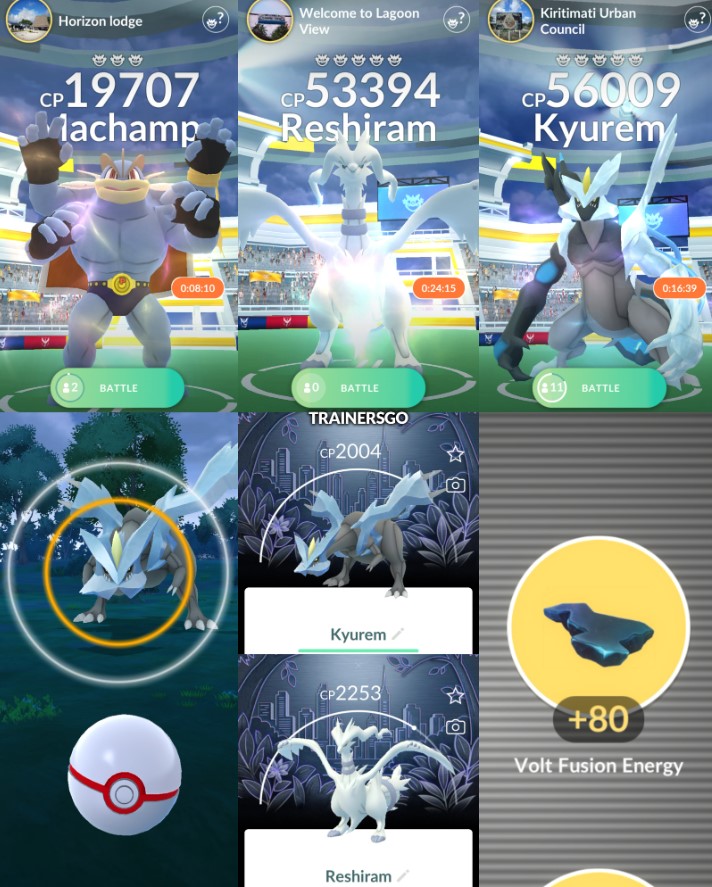 Horizon lodge
?
CP19707
Machamp
0:08:10
2
BATTLE
Welcome to Lagoon
View
?
CP53394
Reshiram
0:24:15
0
BATTLE
Kiritimati Urban
Council
?
CP56009
Kyurem
0:16:39
11
BATTLE
TRAINERSGO
CP2004
Kyurem
CP2253
Reshiram
+80
Volt Fusion Energy